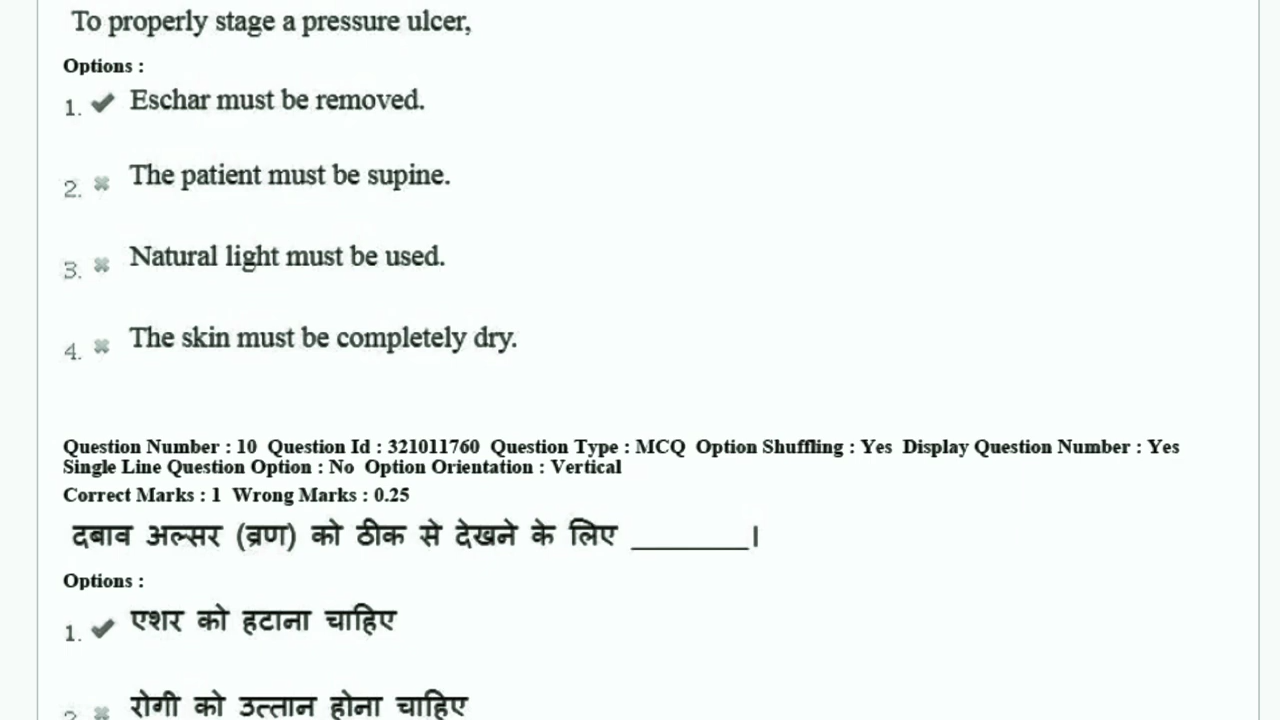 To properly stage a pressure ulcer,
Options :
1. ✔ Eschar must be removed.
2. ✖ The patient must be supine.
3. ✖ Natural light must be used.
4. ✖ The skin must be completely dry.
Question Number : 10 Question Id : 321011760 Question Type : MCQ Option Shuffling : Yes Display Question Number : Yes
Single Line Question Option : No Option Orientation : Vertical
Correct Marks : 1 Wrong Marks : 0.25
दबाव अल्सर (व्रण) को ठीक से देखने के लिए ________।
Options :
1. ✔ एशर को हटाना चाहिए
2. ✖ रोगी को उत्तान होना चाहिए